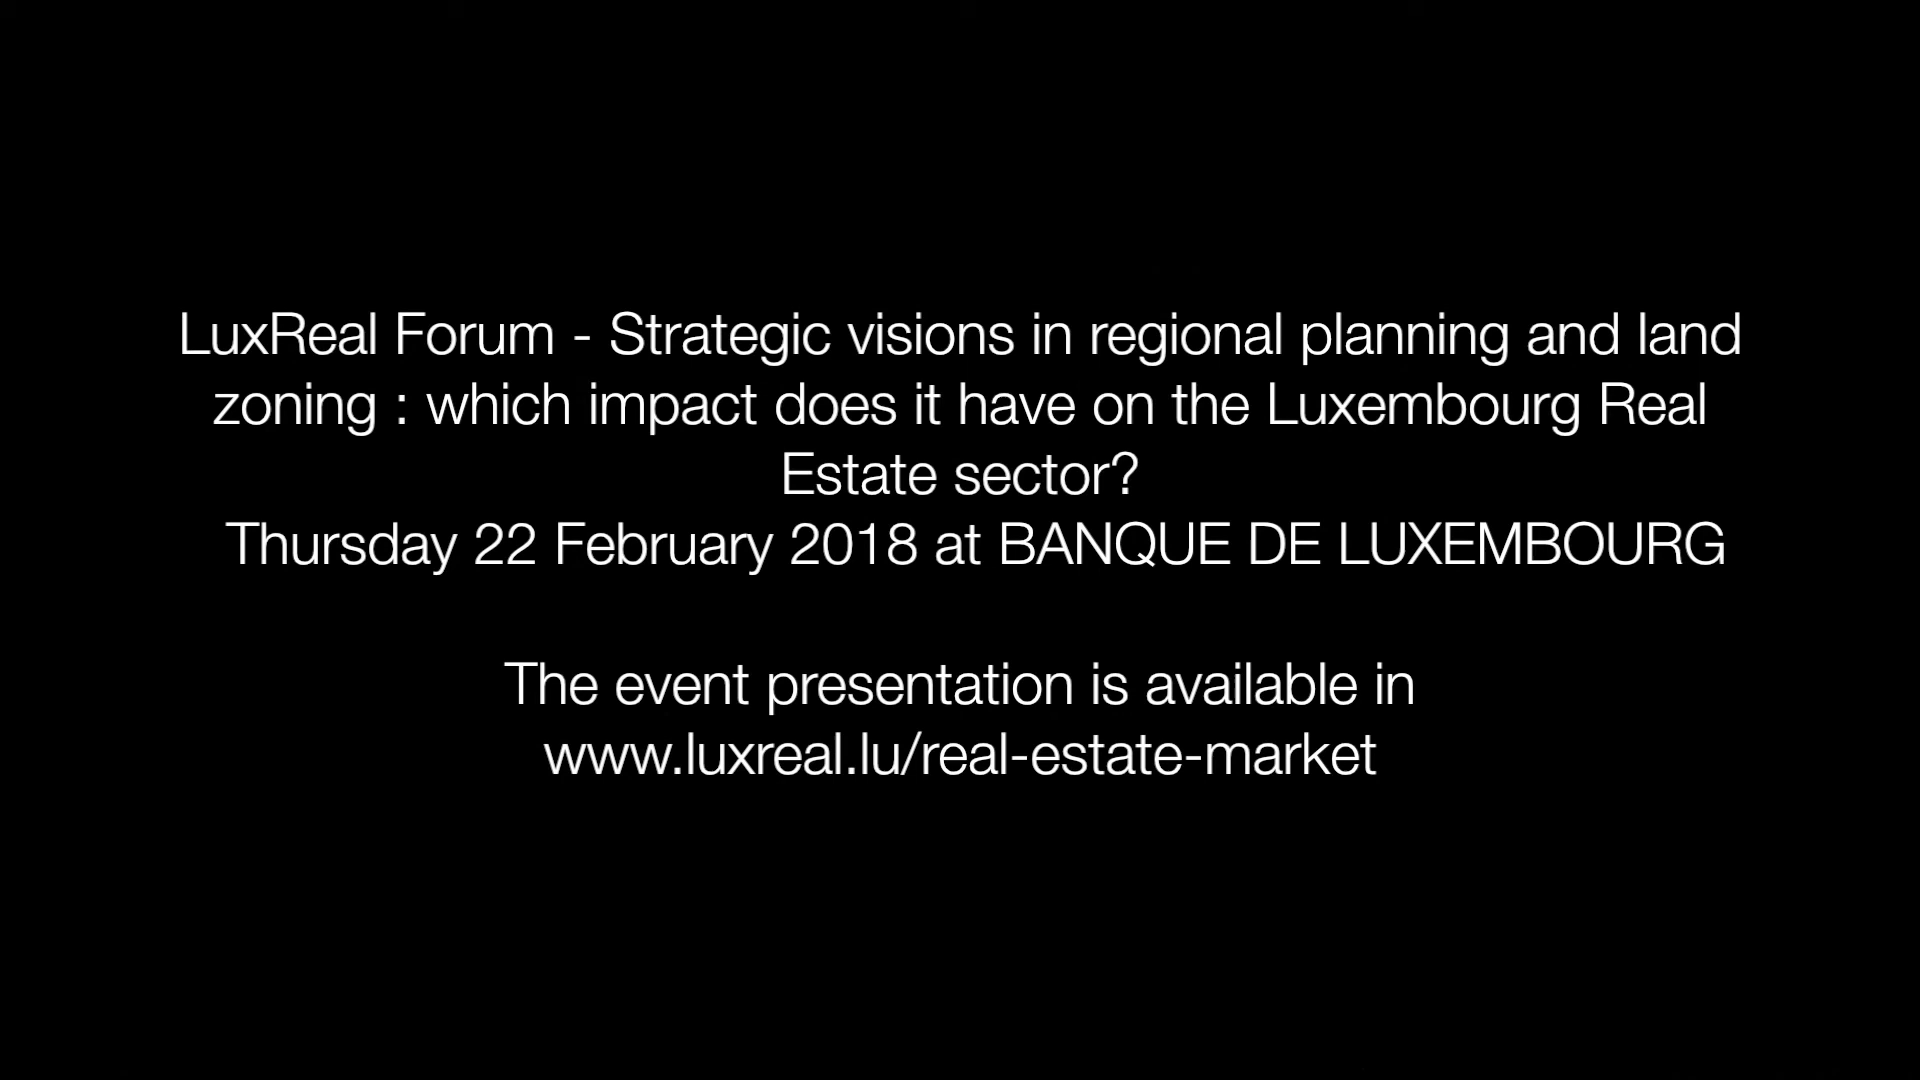 LuxReal Forum - Strategic visions in regional planning and land
zoning : which impact does it have on the Luxembourg Real
Estate sector?
Thursday 22 February 2018 at BANQUE DE LUXEMBOURG
The event presentation is available in
www.luxreal.lu/real-estate-market